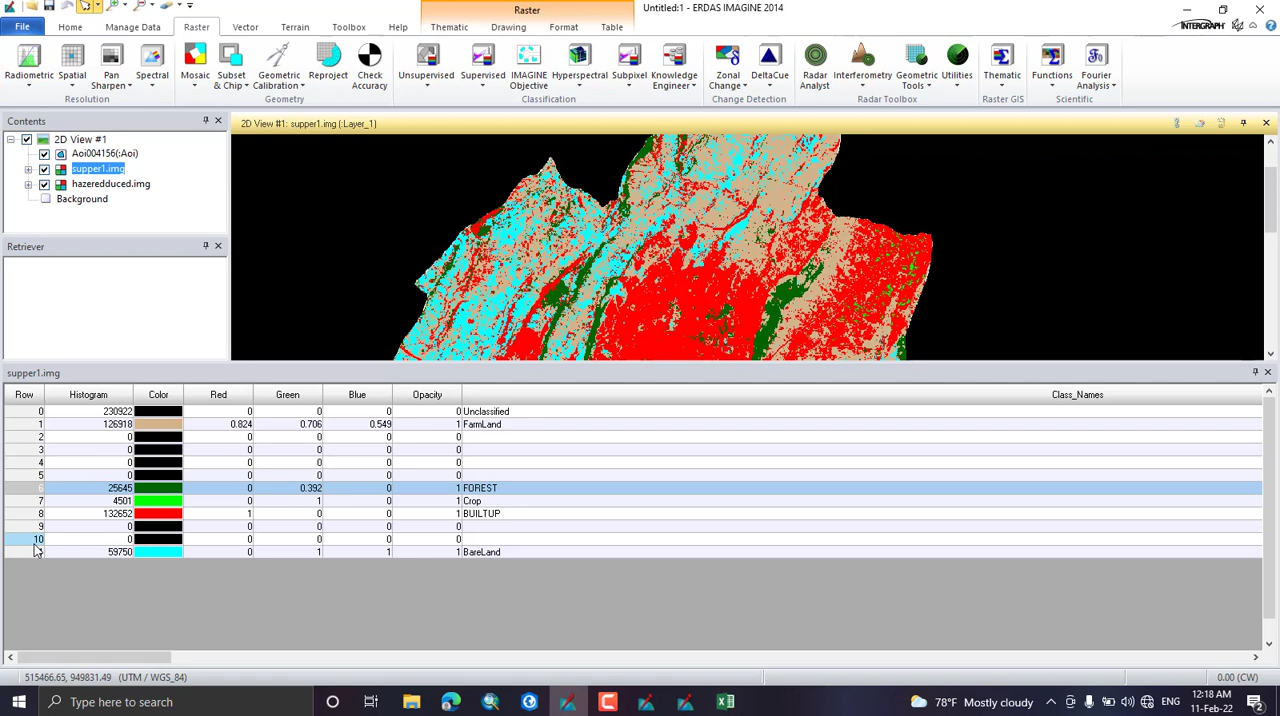 Raster
Untitled:1 - ERDAS IMAGINE 2014
File Home Manage Data Raster Vector Terrain Toolbox Help Thematic Drawing Format Table
INTERGRAPH
Radiometric Spatial Pan Sharpen Spectral Mosaic Subset & Chip Geometric Calibration Reproject Check Accuracy Unsupervised Supervised IMAGINE Objective Hyperspectral Subpixel Knowledge Engineer Zonal Change DeltaCue Radar Analyst Interferometry Geometric Tools Utilities Thematic Functions Fourier Analysis
Resolution Geometry Classification Change Detection Radar Toolbox Raster GIS Scientific
Contents
2D View #1: supper1.img (:Layer_1)
2D View #1
Aoi004156(:Aoi)
supper1.img
hazeredduced.img
Background
Retriever
supper1.img
Row Histogram Color Red Green Blue Opacity Class_Names
0 230922 0 0 0 0 Unclassified
1 126918 0.824 0.706 0.549 1 FarmLand
2 0 0 0 0 0
3 0 0 0 0 0
4 0 0 0 0 0
5 0 0 0 0 0
6 25645 0 0.392 0 1 FOREST
7 4501 0 1 0 1 Crop
8 132652 1 0 0 1 BUILTUP
9 0 0 0 0 0
10 0 0 0 0 0
59750 0 1 1 1 BareLand
515466.65, 949831.49 (UTM / WGS_84)
0.00 (CW)
Type here to search
78°F Mostly cloudy
ENG
12:18 AM
11-Feb-22
2